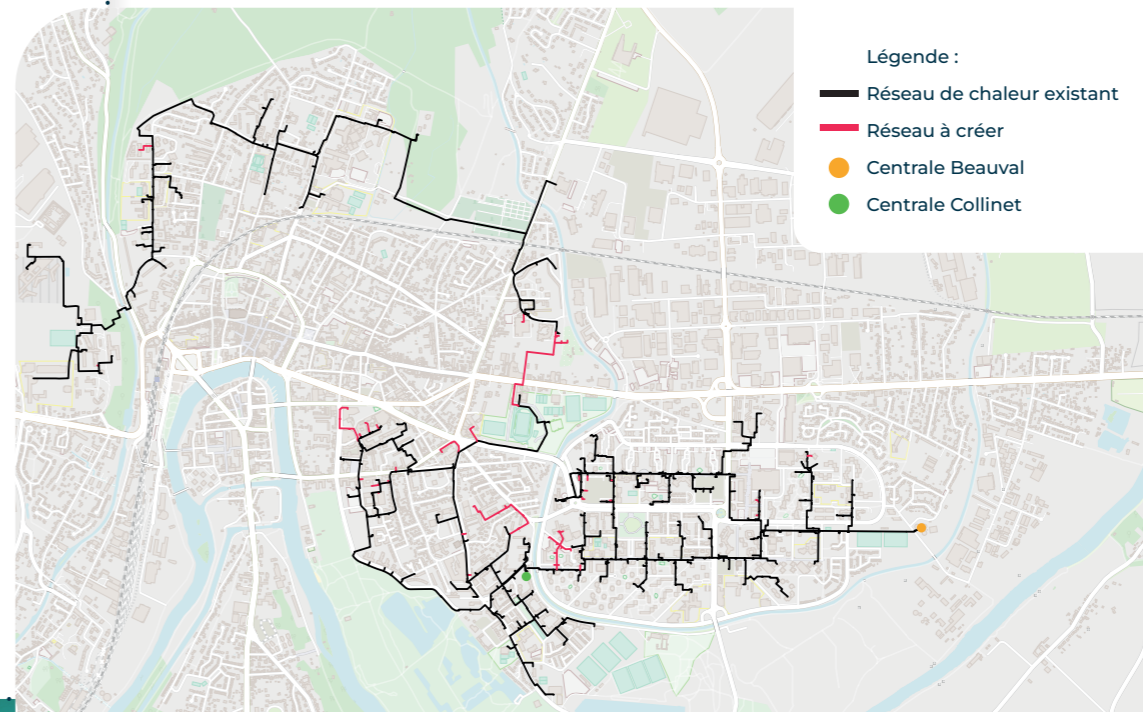 Légende :
Réseau de chaleur existant
Réseau à créer
Centrale Beauval
Centrale Collinet